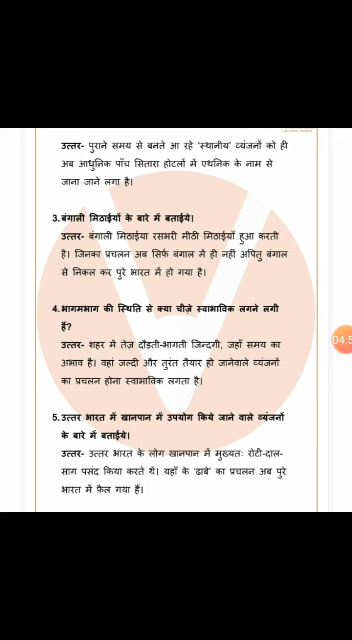 उत्तर- पुराने समय से बनते आ रहे 'स्थानीय' व्यंजनों को ही
अब आधुनिक पाँच सितारा होटलों में एथनिक के नाम से
जाना जाने लगा है।
3. बंगाली मिठाईयों के बारे में बताईये।
उत्तर- बंगाली मिठाईया रसभरी मीठी मिठाईयाँ हुआ करती
है। जिनका प्रचलन अब सिर्फ बंगाल में ही नहीं अपितु बंगाल
से निकल कर पुरे भारत में हो गया है।
4. भागमभाग की स्थिति से क्या चीज़े स्वाभाविक लगने लगी
हैं?
उत्तर- शहर में तेज़ दौड़ती-भागती जिन्दगी, जहाँ समय का
अभाव है। वहां जल्दी और तुरंत तैयार हो जानेवाले व्यंजनों
का प्रचलन होना स्वाभाविक लगता है।
5. उत्तर भारत में खानपान में उपयोग किये जाने वाले व्यंजनों
के बारे में बताईये।
उत्तर- उत्तर भारत के लोग खानपान में मुख्यतः रोटी-दाल-
साग पसंद किया करते थे। यहाँ के 'ढाबे' का प्रचलन अब पुरे
भारत में फ़ैल गया हैं।